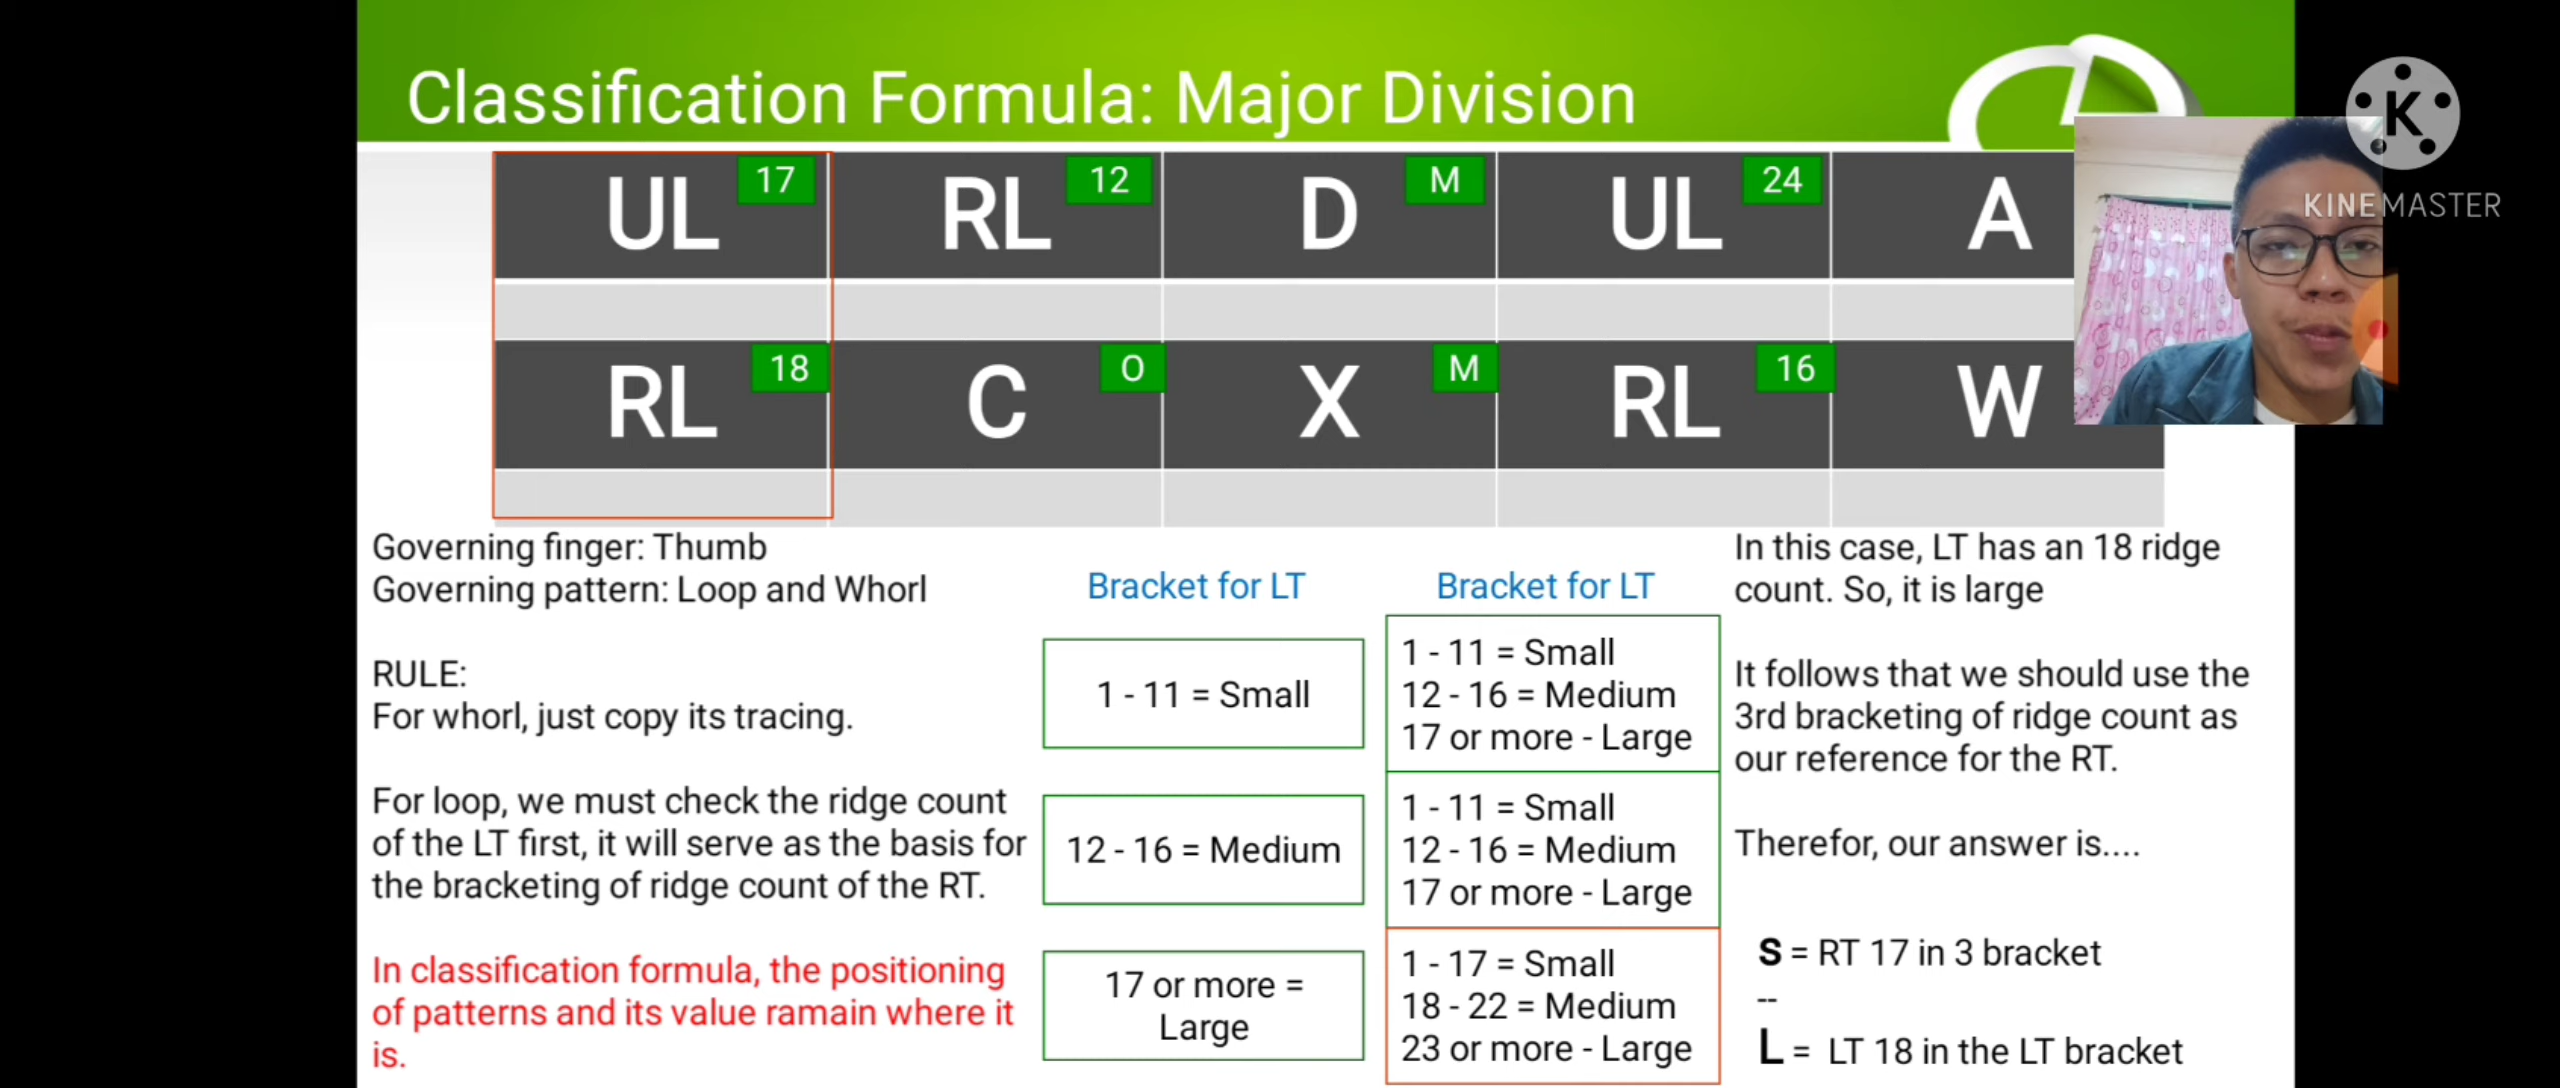 Classification Formula: Major Division
K
KINEMASTER
UL 17 RL 12 D M UL 24 A
RL 18 C O X M RL 16 W
Governing finger: Thumb
Governing pattern: Loop and Whorl
RULE:
For whorl, just copy its tracing.
For loop, we must check the ridge count
of the LT first, it will serve as the basis for
the bracketing of ridge count of the RT.
In classification formula, the positioning
of patterns and its value ramain where it
is.
Bracket for LT
1 - 11 = Small
12 - 16 = Medium
17 or more =
Large
Bracket for LT
1 - 11 = Small
12 - 16 = Medium
17 or more - Large
1 - 11 = Small
12 - 16 = Medium
17 or more - Large
1 - 17 = Small
18 - 22 = Medium
23 or more - Large
In this case, LT has an 18 ridge
count. So, it is large
It follows that we should use the
3rd bracketing of ridge count as
our reference for the RT.
Therefor, our answer is....
S = RT 17 in 3 bracket
--
L = LT 18 in the LT bracket